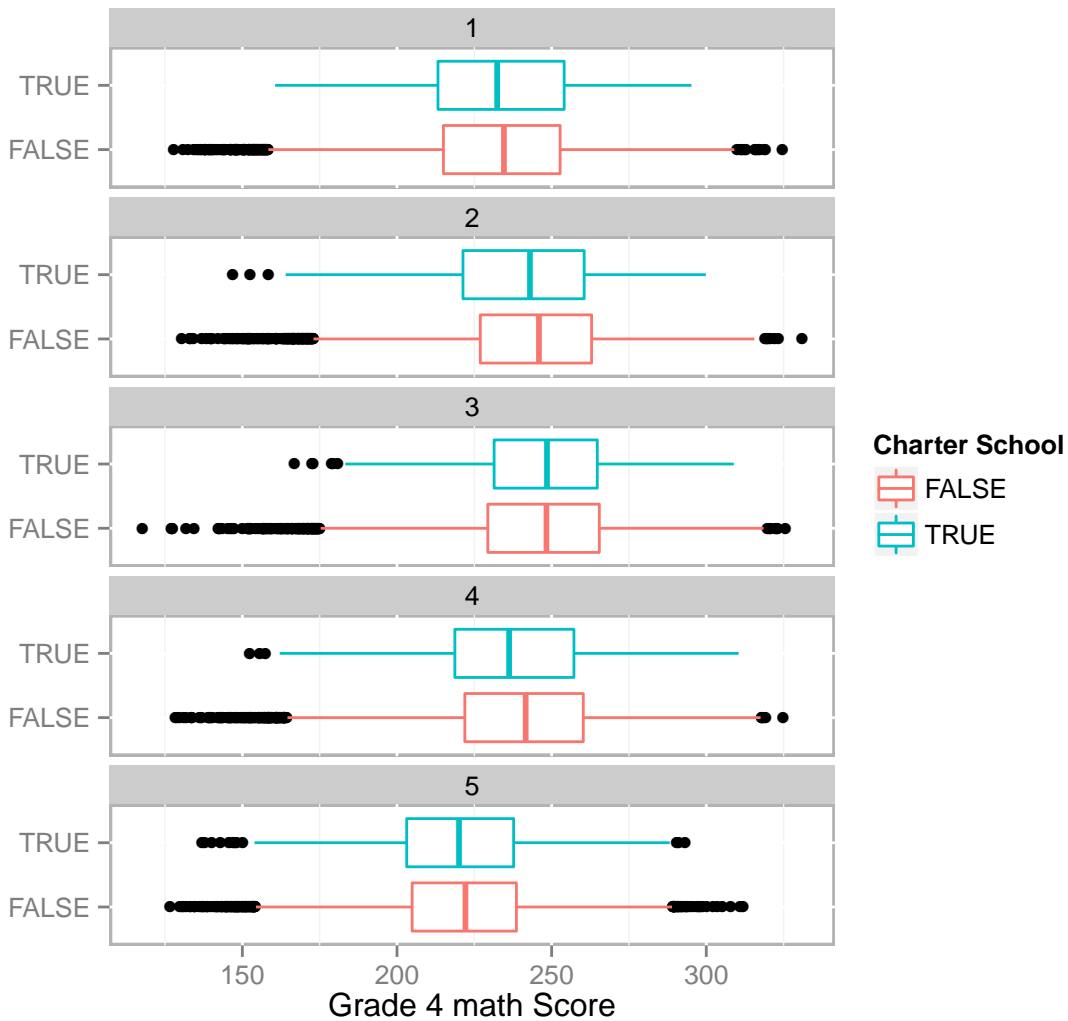 1
TRUE
FALSE
2
TRUE
FALSE
3
TRUE
FALSE
4
TRUE
FALSE
5
TRUE
FALSE
150 200 250 300
Grade 4 math Score
Charter School
FALSE
TRUE